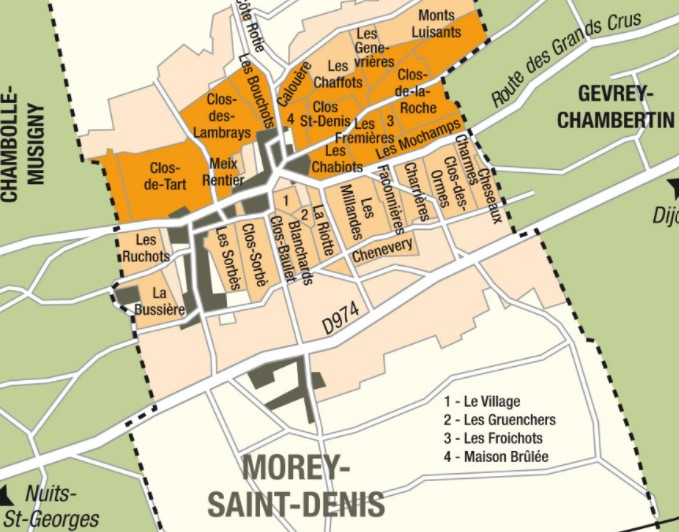 Côte Rotie
Monts
Luisants
Les
Gene-
vrières
Route des Grands Crus
Les Bouchots
Calouère
Les
Chaffots
Clos-
de-la-
Roche
GEVREY-
CHAMBERTIN
CHAMBOLLE-
MUSIGNY
Clos-
des-
Lambrays
4
Clos
St-Denis
Les
Fremières
3
Les Mochamps
Clos-
de-Tart
Meix
Rentier
Les
Chabiots
1
2
La Riotte
Les
Millandes
Faconnières
Charrières
Clos-des-
Ormes
Charmes
Cheseaux
Dijo
Les
Ruchots
Les Sorbès
Clos-Sorbè
Clos-Baulet
Blanchards
Chenevery
La
Bussière
D974
1 - Le Village
2 - Les Gruenchers
3 - Les Froichots
4 - Maison Brûlée
MOREY-
SAINT-DENIS
Nuits-
St-Georges